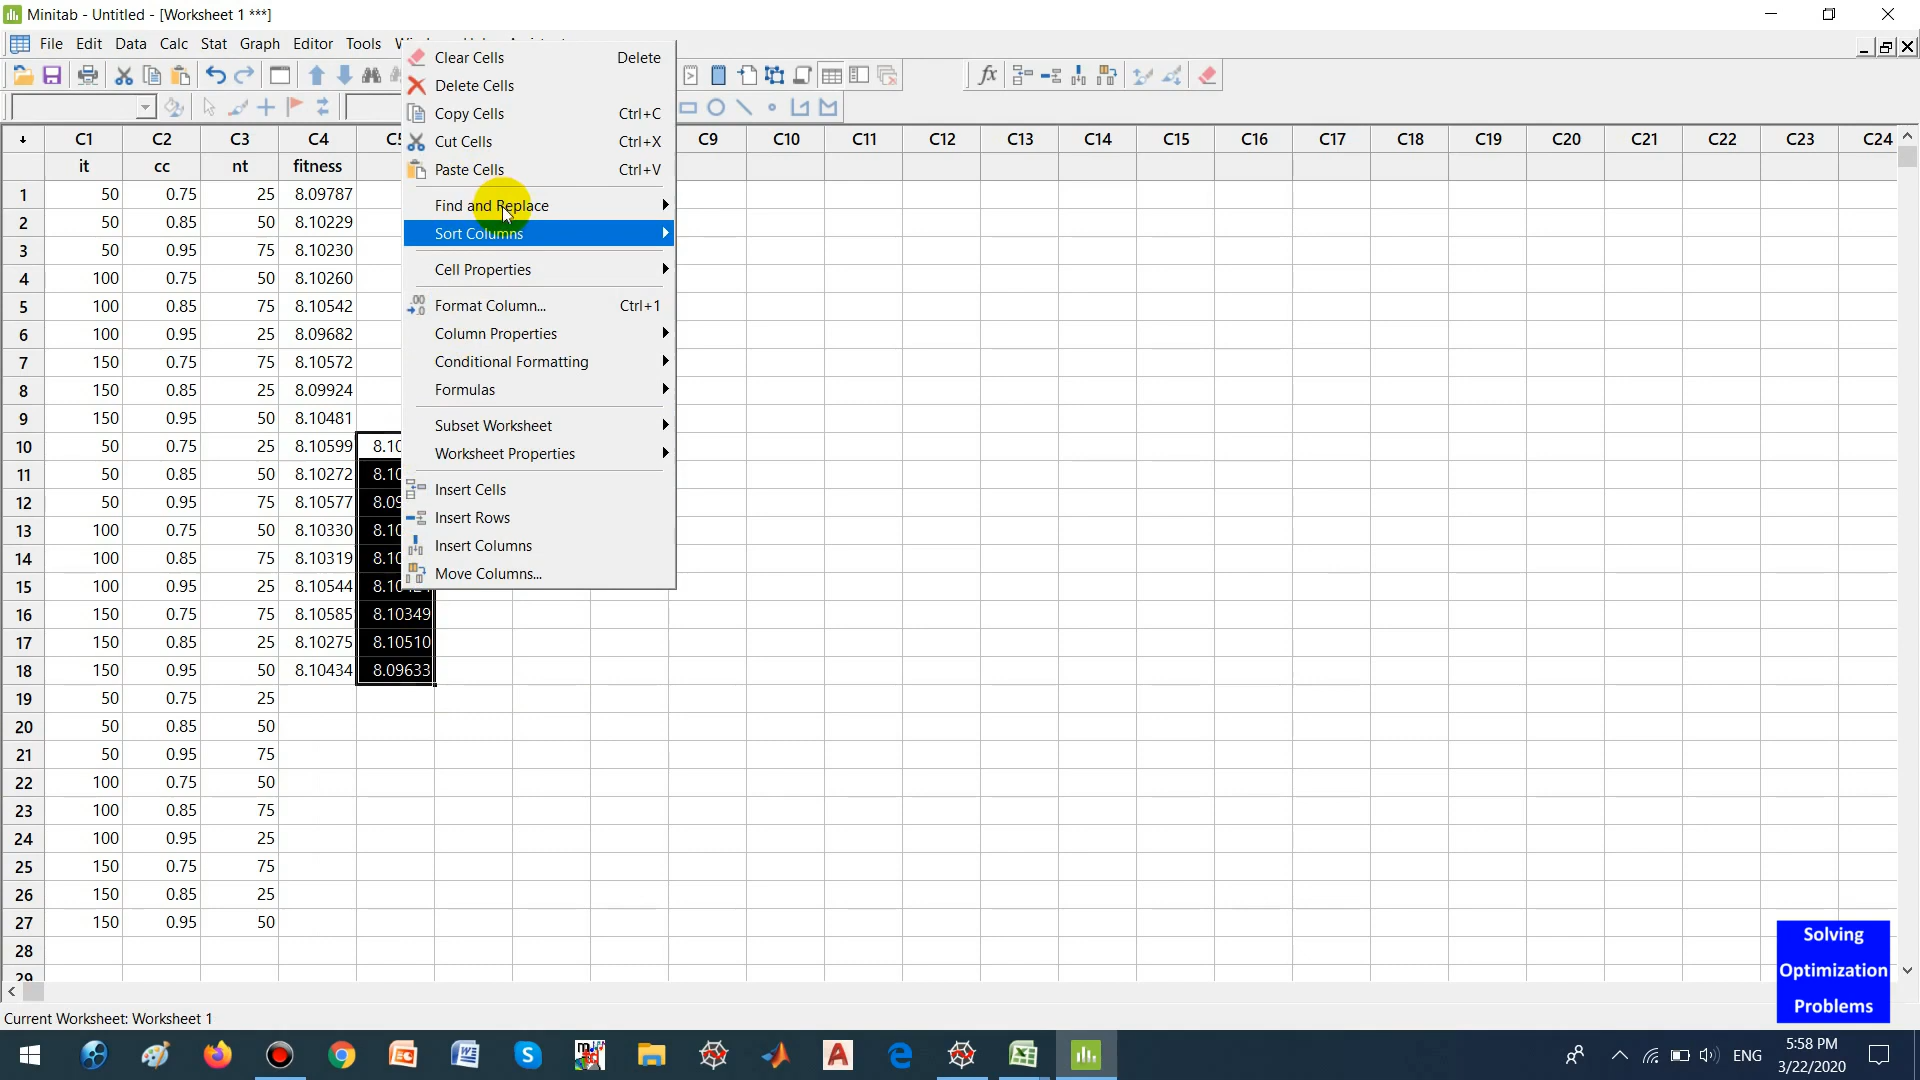 Minitab - Untitled - [Worksheet 1 ***]
File Edit Data Calc Stat Graph Editor Tools
Clear Cells Delete
Delete Cells
Copy Cells Ctrl+C
Cut Cells Ctrl+X
Paste Cells Ctrl+V
Find and Replace
Sort Columns
Cell Properties
Format Column... Ctrl+1
Column Properties
Conditional Formatting
Formulas
Subset Worksheet
Worksheet Properties
Insert Cells
Insert Rows
Insert Columns
Move Columns...
C1 C2 C3 C4 C9 C10 C11 C12 C13 C14 C15 C16 C17 C18 C19 C20 C21 C22 C23 C24
it cc nt fitness
1 50 0.75 25 8.09787
2 50 0.85 50 8.10229
3 50 0.95 75 8.10230
4 100 0.75 50 8.10260
5 100 0.85 75 8.10542
6 100 0.95 25 8.09682
7 150 0.75 75 8.10572
8 150 0.85 25 8.09924
9 150 0.95 50 8.10481
10 50 0.75 25 8.10599 8.10
11 50 0.85 50 8.10272 8.10
12 50 0.95 75 8.10577 8.09
13 100 0.75 50 8.10330 8.10
14 100 0.85 75 8.10319 8.10
15 100 0.95 25 8.10544
16 150 0.75 75 8.10585 8.10349
17 150 0.85 25 8.10275 8.10510
18 150 0.95 50 8.10434 8.09633
19 50 0.75 25
20 50 0.85 50
21 50 0.95 75
22 100 0.75 50
23 100 0.85 75
24 100 0.95 25
25 150 0.75 75
26 150 0.85 25
27 150 0.95 50
28
29
Solving
Optimization
Problems
Current Worksheet: Worksheet 1
ENG
5:58 PM
3/22/2020